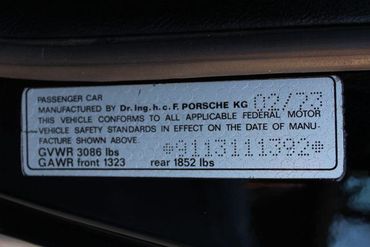 PASSENGER CAR
MANUFACTURED BY Dr. Ing. h. c. F. PORSCHE KG 02/23
THIS VEHICLE CONFORMS TO ALL APPLICABLE FEDERAL MOTOR
VEHICLE SAFETY STANDARDS IN EFFECT ON THE DATE OF MANU-
FACTURE SHOWN ABOVE.
GVWR 3086 lbs *9113111392*
GAWR front 1323 rear 1852 lbs